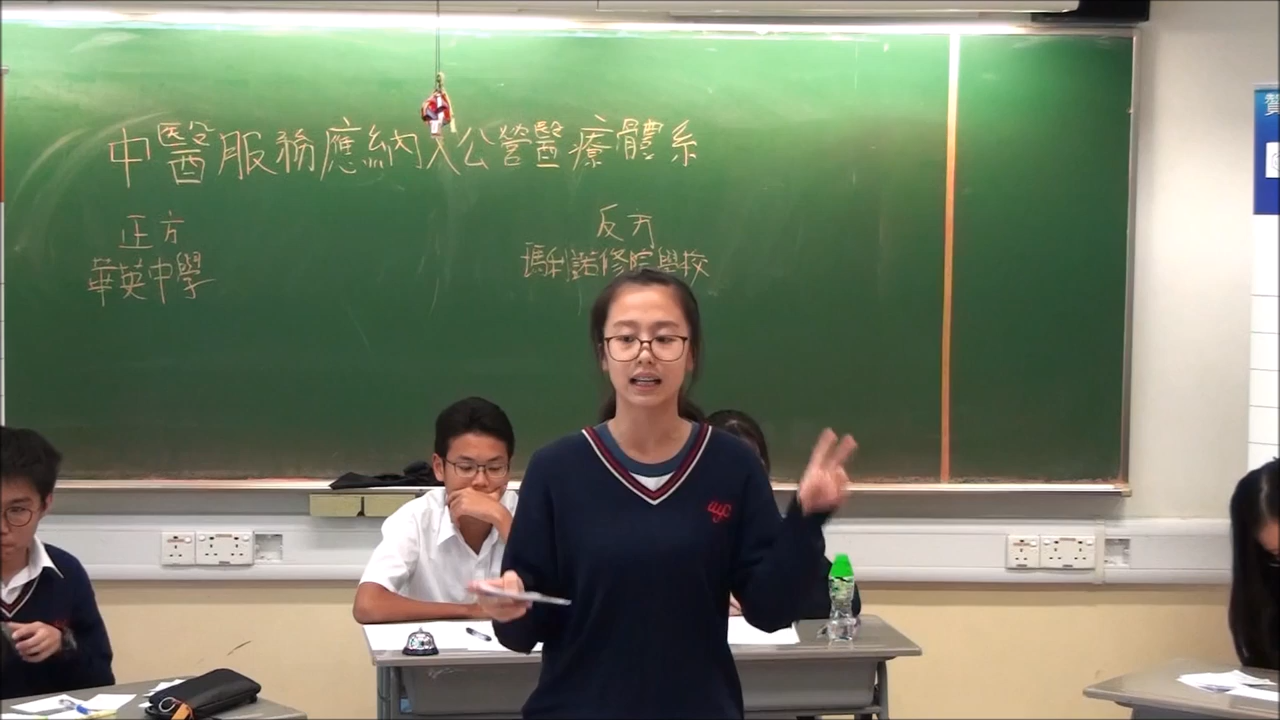 中醫服務應納入公營醫療體系
正方
反方
華英中學
瑪利諾修院學校